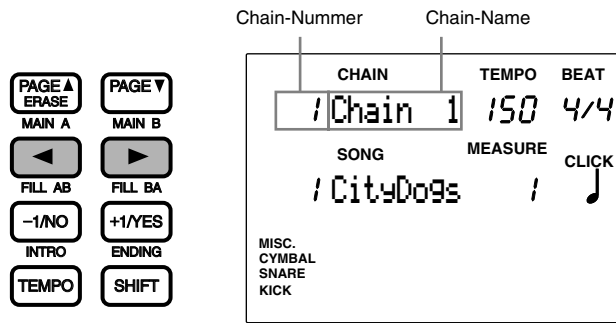 Chain-Nummer Chain-Name
PAGE▲ ERASE PAGE▼
MAIN A MAIN B
◄ ►
FILL AB FILL BA
−1/NO +1/YES
INTRO ENDING
TEMPO SHIFT
CHAIN TEMPO BEAT
1 Chain 1 150 4/4
SONG MEASURE CLICK
1 CityDogs 1 ♩
MISC.
CYMBAL
SNARE
KICK